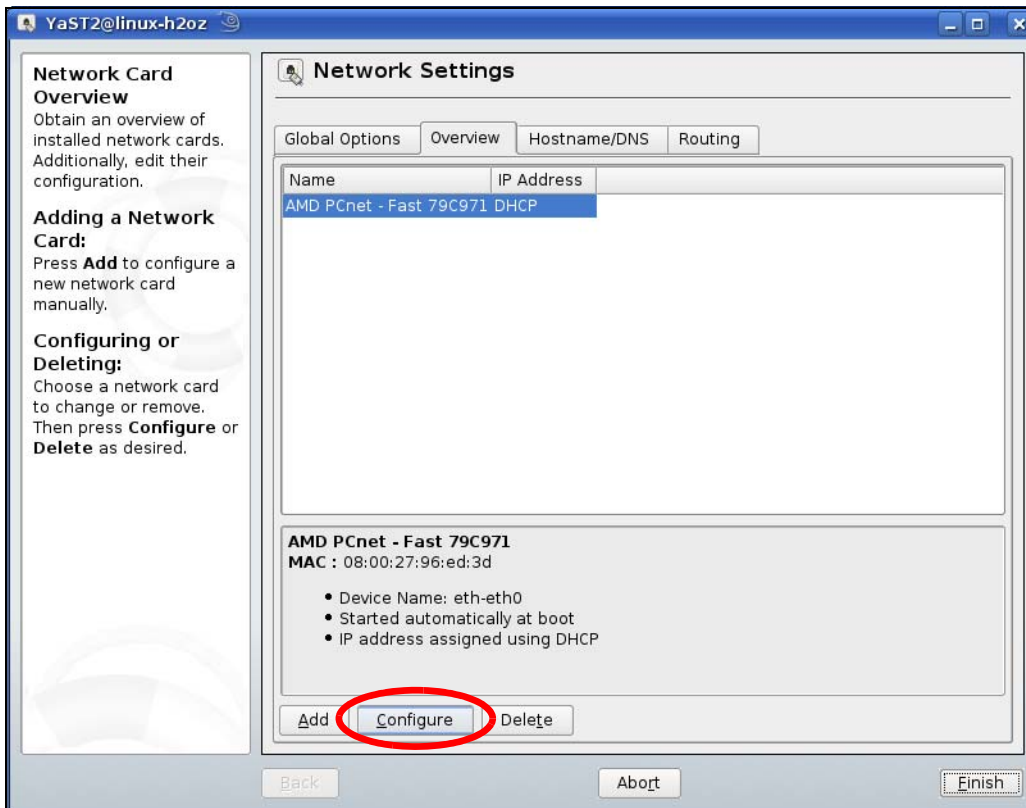 YaST2@linux-h2oz
Network Card
Overview
Obtain an overview of
installed network cards.
Additionally, edit their
configuration.
Adding a Network
Card:
Press Add to configure a
new network card
manually.
Configuring or
Deleting:
Choose a network card
to change or remove.
Then press Configure or
Delete as desired.
Network Settings
Global Options Overview Hostname/DNS Routing
Name IP Address
AMD PCnet - Fast 79C971 DHCP
AMD PCnet - Fast 79C971
MAC : 08:00:27:96:ed:3d
• Device Name: eth-eth0
• Started automatically at boot
• IP address assigned using DHCP
Add Configure Delete
Back Abort Finish